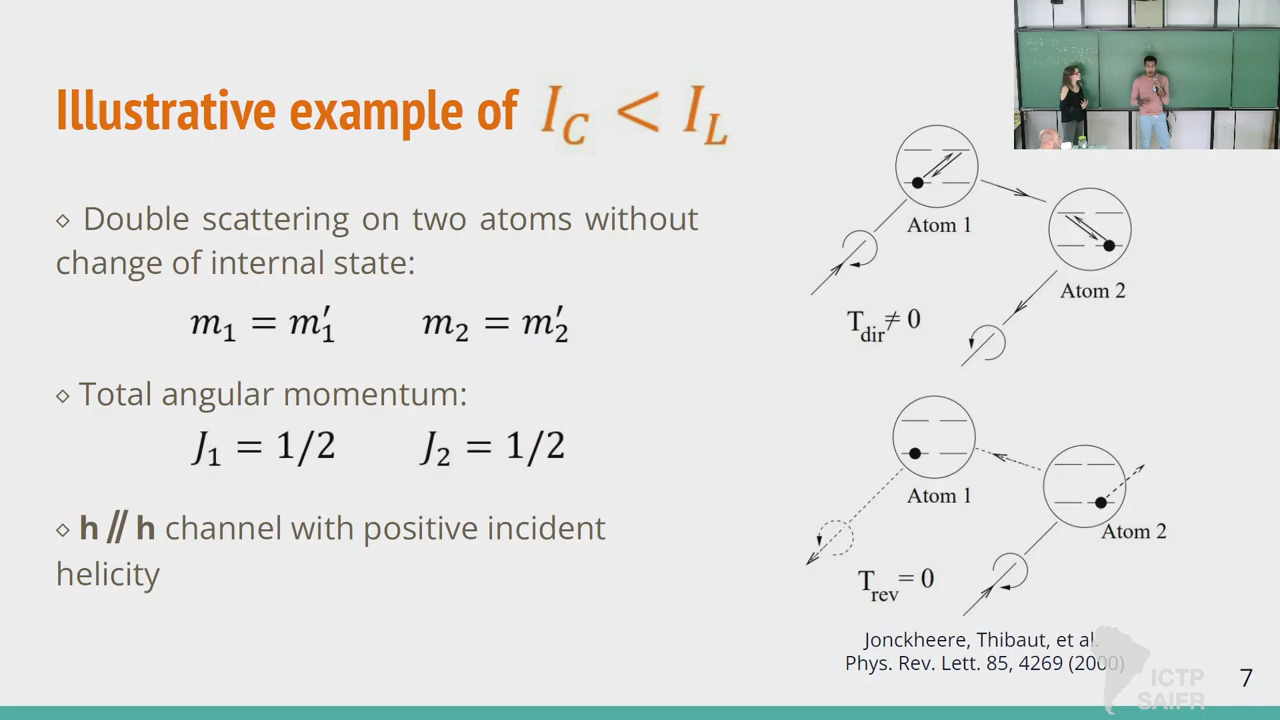 Illustrative example of I_C < I_L
⋄ Double scattering on two atoms without
change of internal state:
m₁ = m₁′ m₂ = m₂′
⋄ Total angular momentum:
J₁ = 1/2 J₂ = 1/2
⋄ h // h channel with positive incident
helicity
Atom 1
Atom 2
T_dir ≠ 0
Atom 1
Atom 2
T_rev = 0
Jonckheere, Thibaut, et al.
Phys. Rev. Lett. 85, 4269 (2000)
ICTP
SAIFR
7